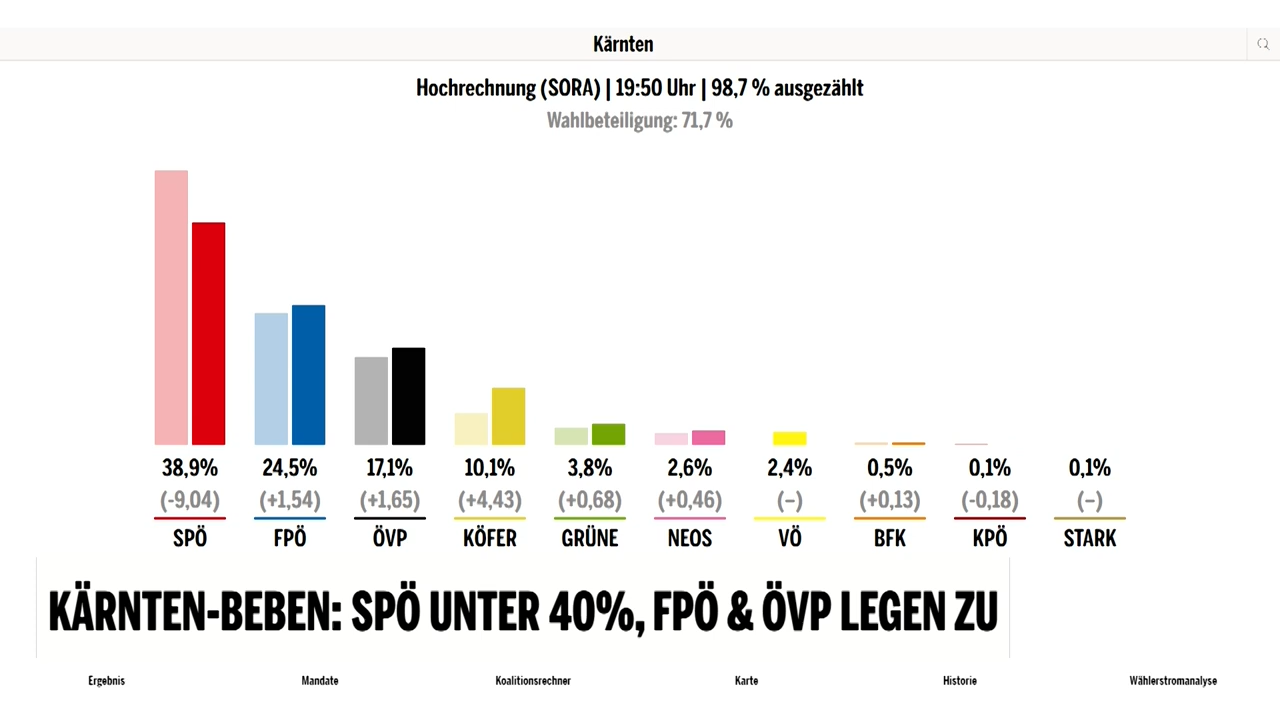 Kärnten
Hochrechnung (SORA) | 19:50 Uhr | 98,7 % ausgezählt
Wahlbeteiligung: 71,7 %
38,9% 24,5% 17,1% 10,1% 3,8% 2,6% 2,4% 0,5% 0,1% 0,1%
(-9,04) (+1,54) (+1,65) (+4,43) (+0,68) (+0,46) (–) (+0,13) (-0,18) (–)
SPÖ FPÖ ÖVP KÖFER GRÜNE NEOS VÖ BFK KPÖ STARK
KÄRNTEN-BEBEN: SPÖ UNTER 40%, FPÖ & ÖVP LEGEN ZU
Ergebnis Mandate Koalitionsrechner Karte Historie Wählerstromanalyse